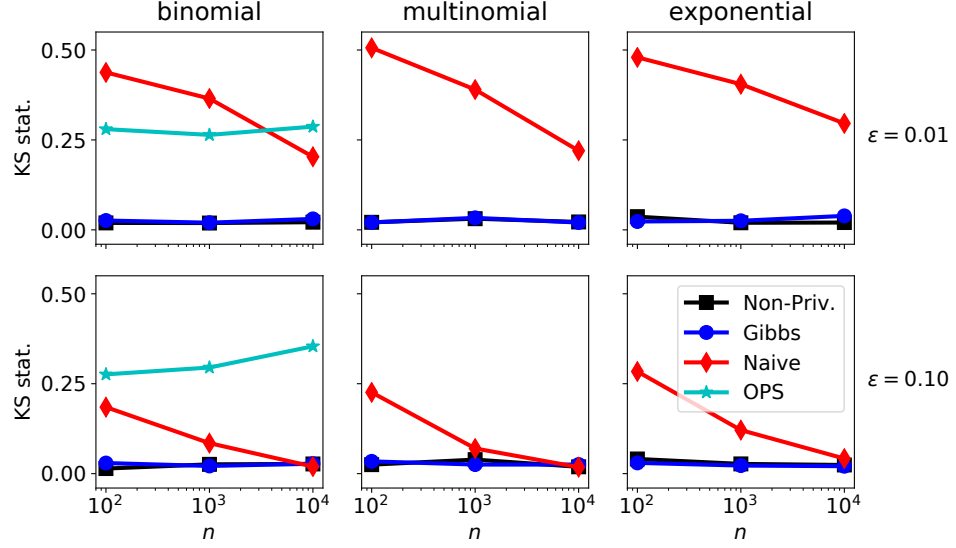 binomial multinomial exponential
KS stat.
0.50
0.25
0.00
ε = 0.01
KS stat.
0.50
0.25
0.00
Non-Priv.
Gibbs
Naive
OPS
ε = 0.10
10² 10³ 10⁴ 10² 10³ 10⁴ 10² 10³ 10⁴
n n n